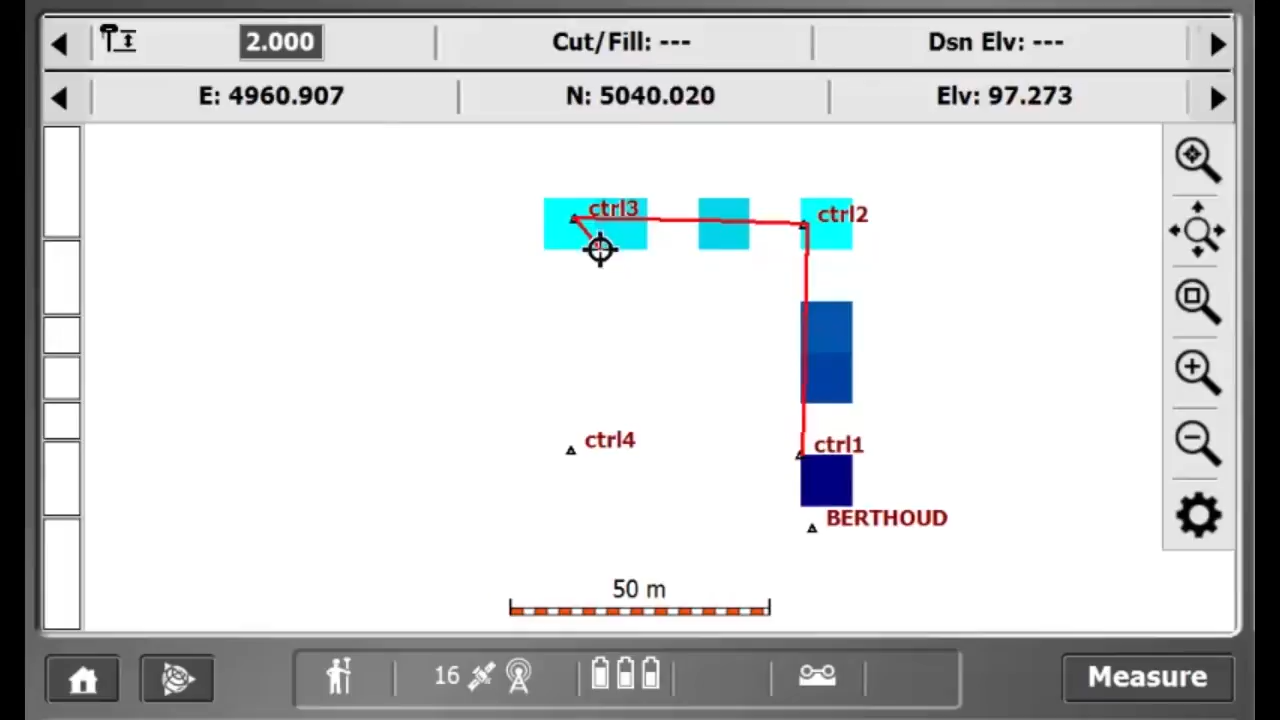 2.000 Cut/Fill: --- Dsn Elv: ---
E: 4960.907 N: 5040.020 Elv: 97.273
ctrl3 ctrl2
ctrl4 ctrl1
BERTHOUD
50 m
16 Measure